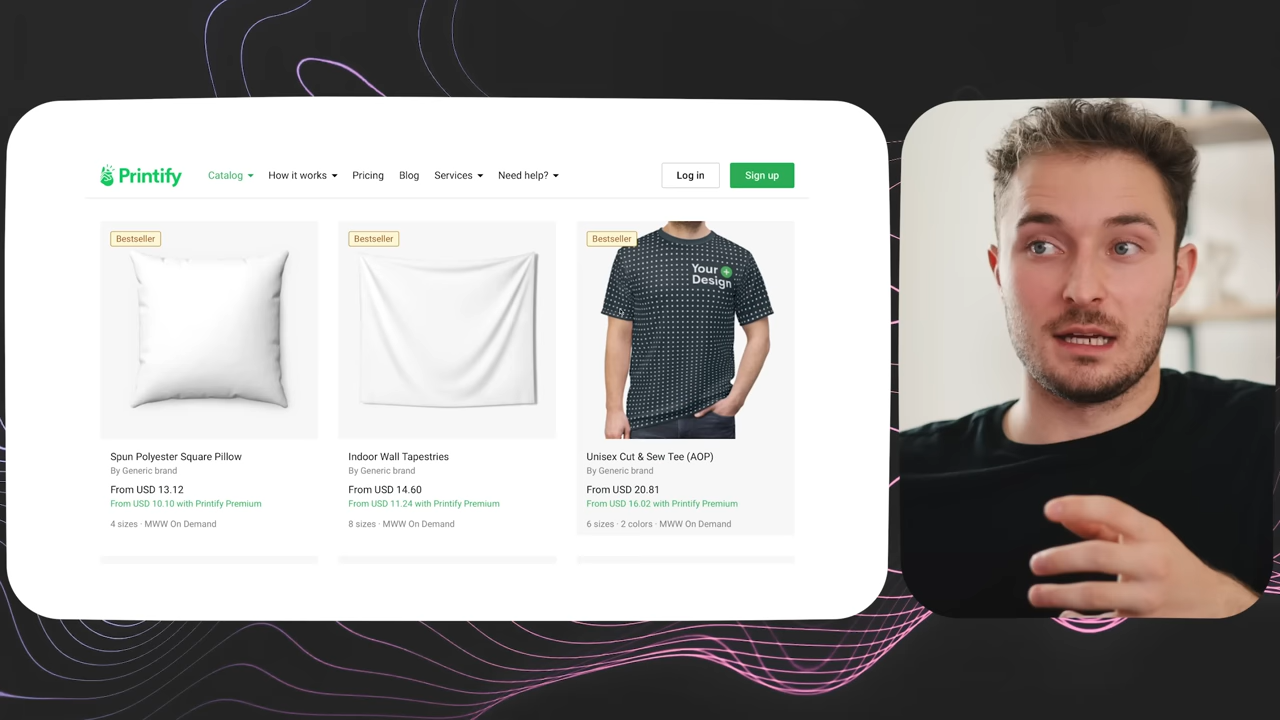 Printify
Catalog
How it works
Pricing
Blog
Services
Need help?
Log in
Sign up
Bestseller
Bestseller
Bestseller
Your
Design
Spun Polyester Square Pillow
By Generic brand
From USD 13.12
From USD 10.10 with Printify Premium
4 sizes · MWW On Demand
Indoor Wall Tapestries
By Generic brand
From USD 14.60
From USD 11.24 with Printify Premium
8 sizes · MWW On Demand
Unisex Cut & Sew Tee (AOP)
By Generic brand
From USD 20.81
From USD 16.02 with Printify Premium
6 sizes · 2 colors · MWW On Demand